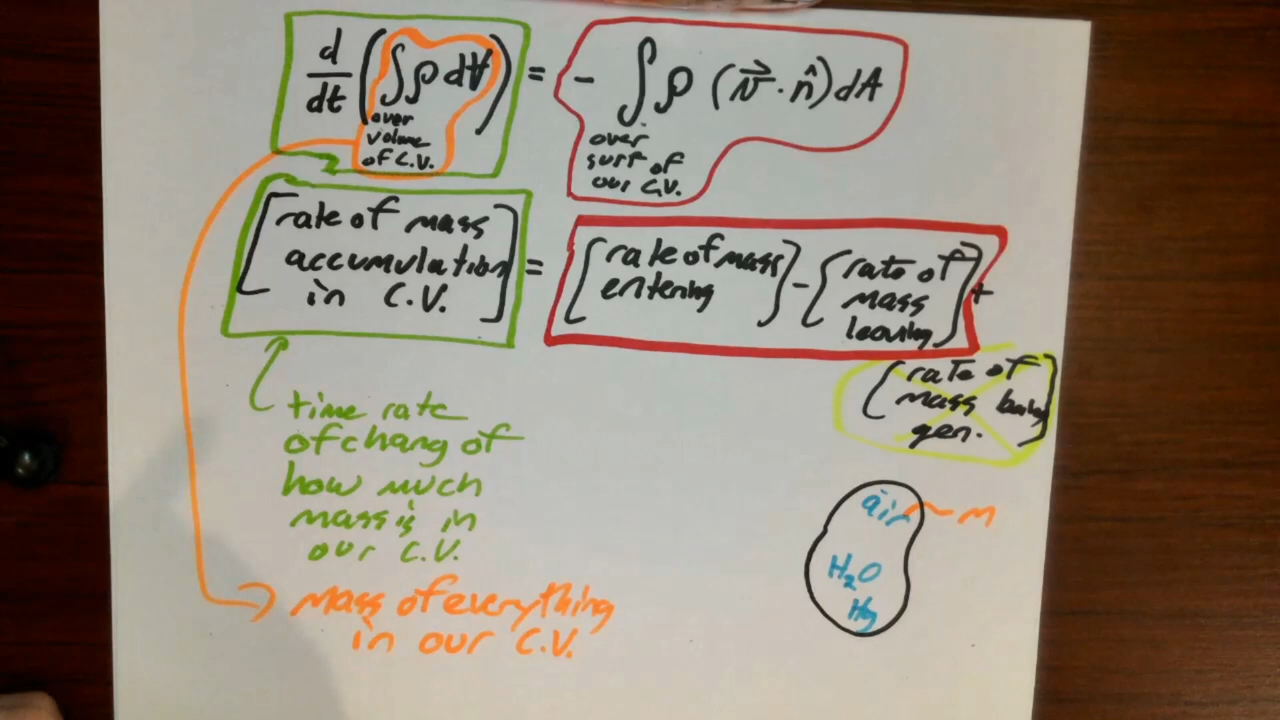 d/dt (∫∫ρ dV̶) = - ∫ρ (v⃗·n̂) dA
over
volume
of C.V.
over
surf of
our C.V.
[rate of mass
accumulation
in C.V.] = [rate of mass
entering] - [rate of
mass
leaving] +
[rate of
mass being
gen.]
time rate
of chang of
how much
mass is in
our C.V.
mass of everything
in our C.V.
air m
H₂O
Hg